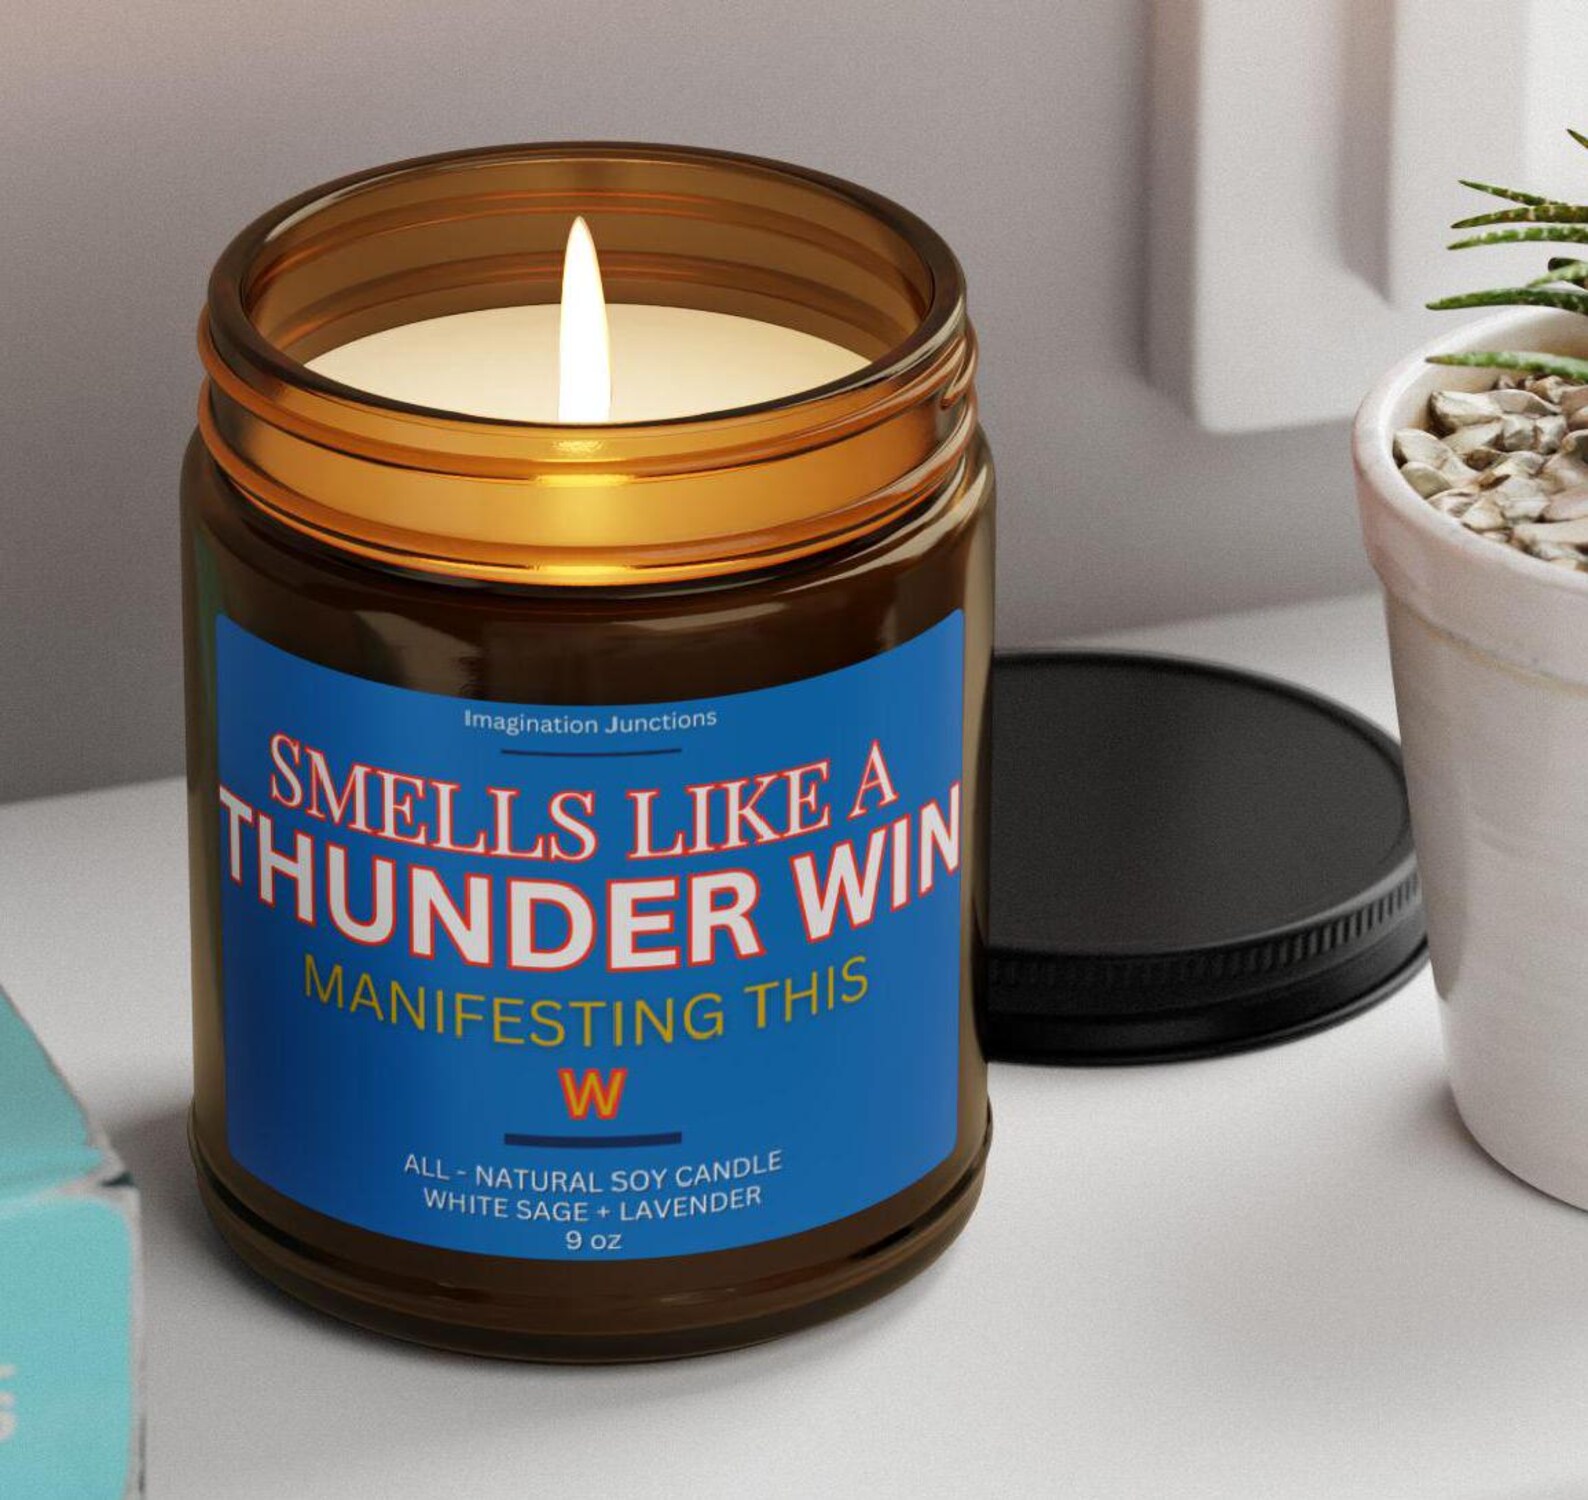 Imagination Junctions
SMELLS LIKE A
THUNDER WIN
MANIFESTING THIS
W
ALL - NATURAL SOY CANDLE
WHITE SAGE + LAVENDER
9 oz